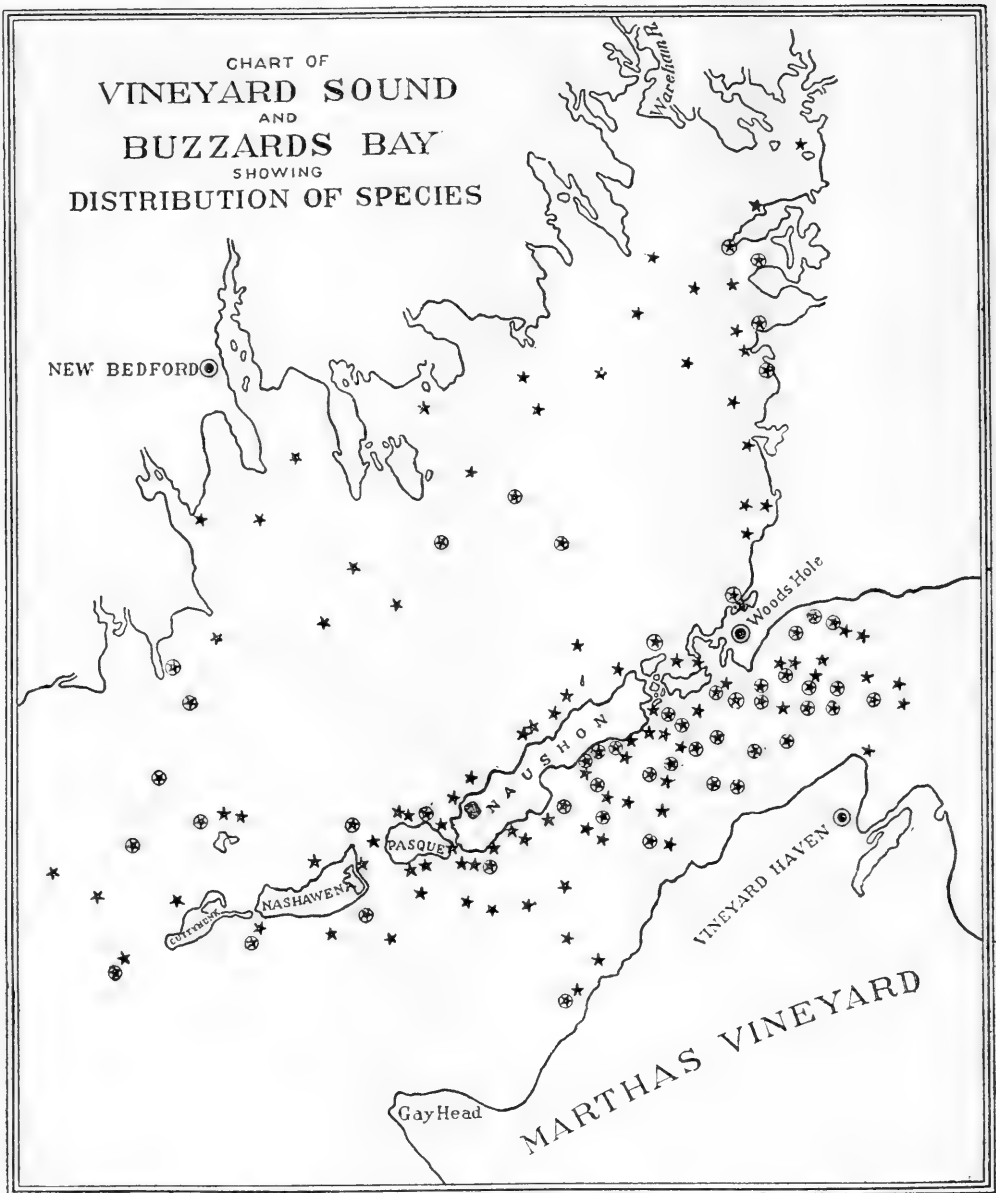 CHART OF
VINEYARD SOUND
AND
BUZZARDS BAY
SHOWING
DISTRIBUTION OF SPECIES
Wareham R.
NEW BEDFORD
Woods Hole
NAUSHON
PASQUE
NASHAWENA
CUTTYHUNK
VINEYARD HAVEN
MARTHAS VINEYARD
Gay Head